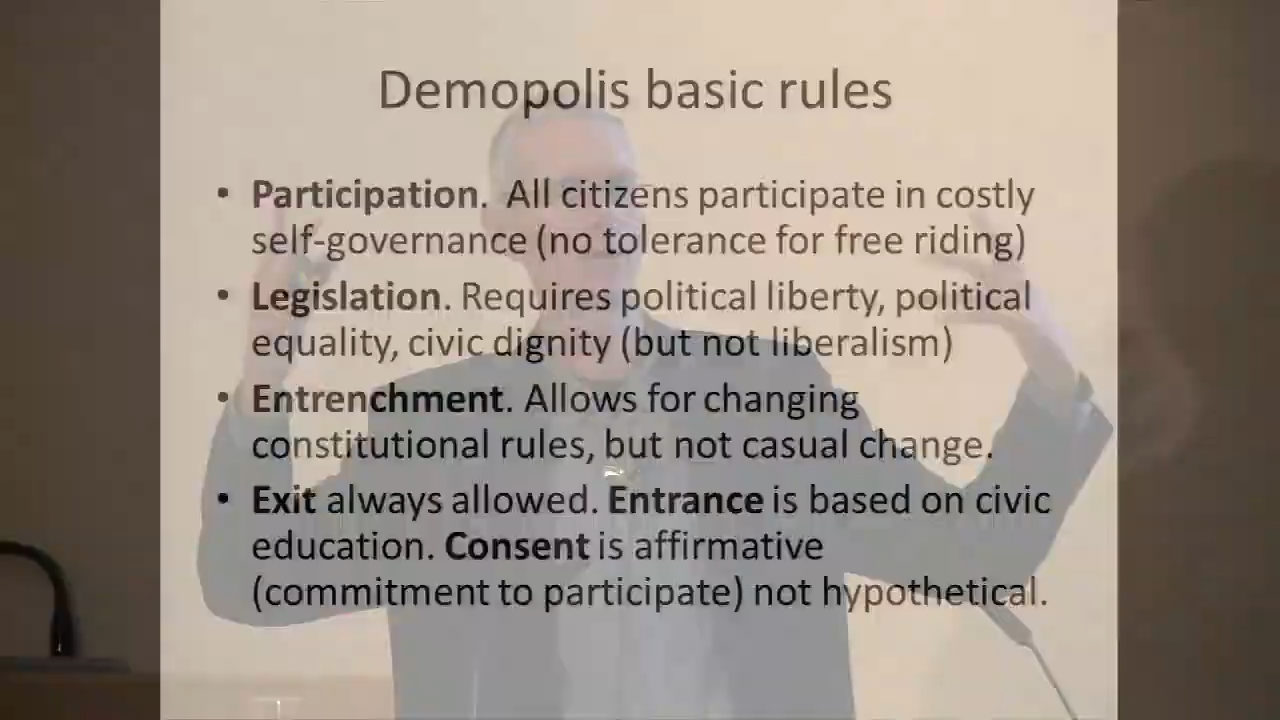 Demopolis basic rules
• Participation. All citizens participate in costly
self-governance (no tolerance for free riding)
• Legislation. Requires political liberty, political
equality, civic dignity (but not liberalism)
• Entrenchment. Allows for changing
constitutional rules, but not casual change.
• Exit always allowed. Entrance is based on civic
education. Consent is affirmative
(commitment to participate) not hypothetical.